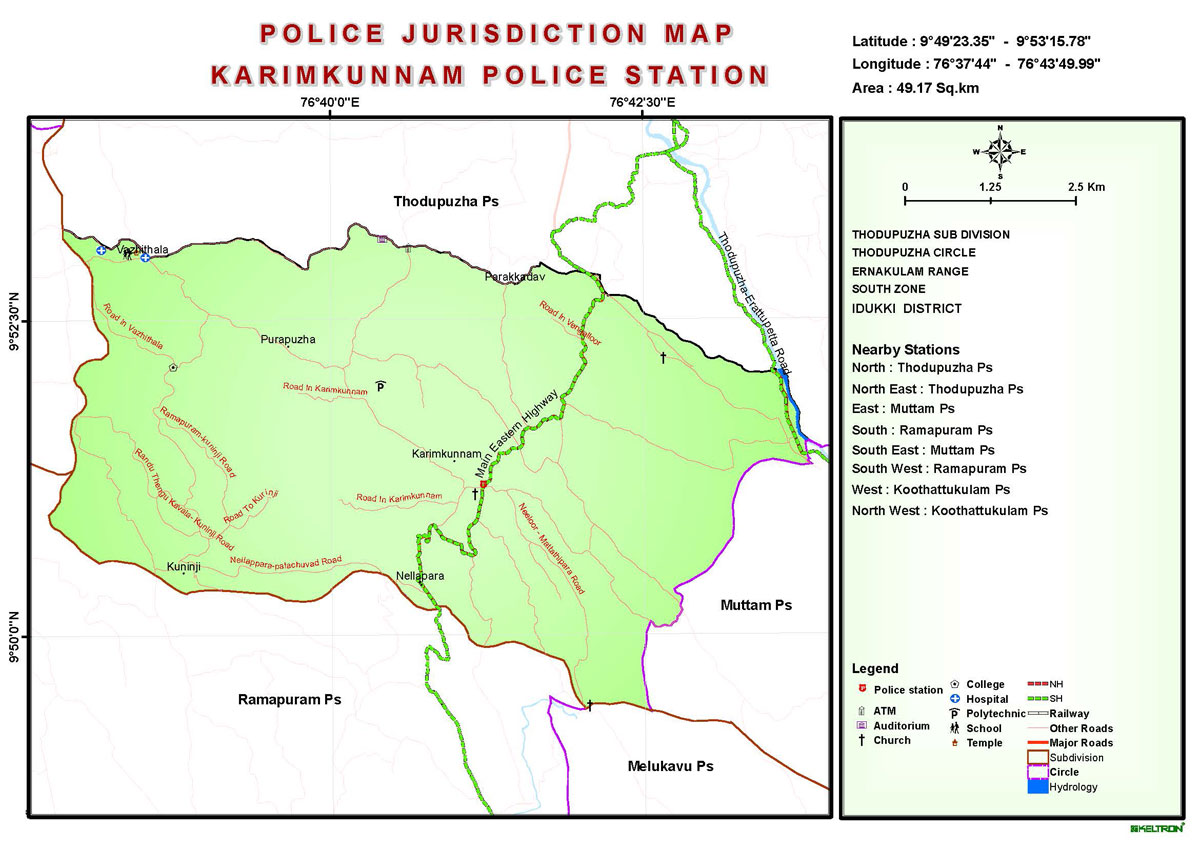 POLICE JURISDICTION MAP
KARIMKUNNAM POLICE STATION
Latitude : 9°49'23.35" - 9°53'15.78"
Longitude : 76°37'44" - 76°43'49.99"
Area : 49.17 Sq.km
76°40'0"E
76°42'30"E
9°52'30"N
9°50'0"N
Thodupuzha Ps
Vazhithala
Parakkadav
Thodupuzha-Erattupetta Road
Road In Vazhithala
Road In Vengalloor
Purapuzha
Road In Karimkunnam
P
Main Eastern Highway
Ramapuram-kuninji Road
Karimkunnam
Randu Thengu Kavala- Kuninji Road
Road To Kuninji
Road In Karimkunnam
Neeloor - Mattathipara Road
Nellappara-palachuvad Road
Kuninji
Nellapara
Muttam Ps
Ramapuram Ps
Melukavu Ps
N
W
E
S
0
1.25
2.5 Km
THODUPUZHA SUB DIVISION
THODUPUZHA CIRCLE
ERNAKULAM RANGE
SOUTH ZONE
IDUKKI DISTRICT
Nearby Stations
North : Thodupuzha Ps
North East : Thodupuzha Ps
East : Muttam Ps
South : Ramapuram Ps
South East : Muttam Ps
South West : Ramapuram Ps
West : Koothattukulam Ps
North West : Koothattukulam Ps
Legend
Police station
ATM
Auditorium
Church
College
Hospital
P Polytechnic
School
Temple
NH
SH
Railway
Other Roads
Major Roads
Subdivision
Circle
Hydrology
KELTRON